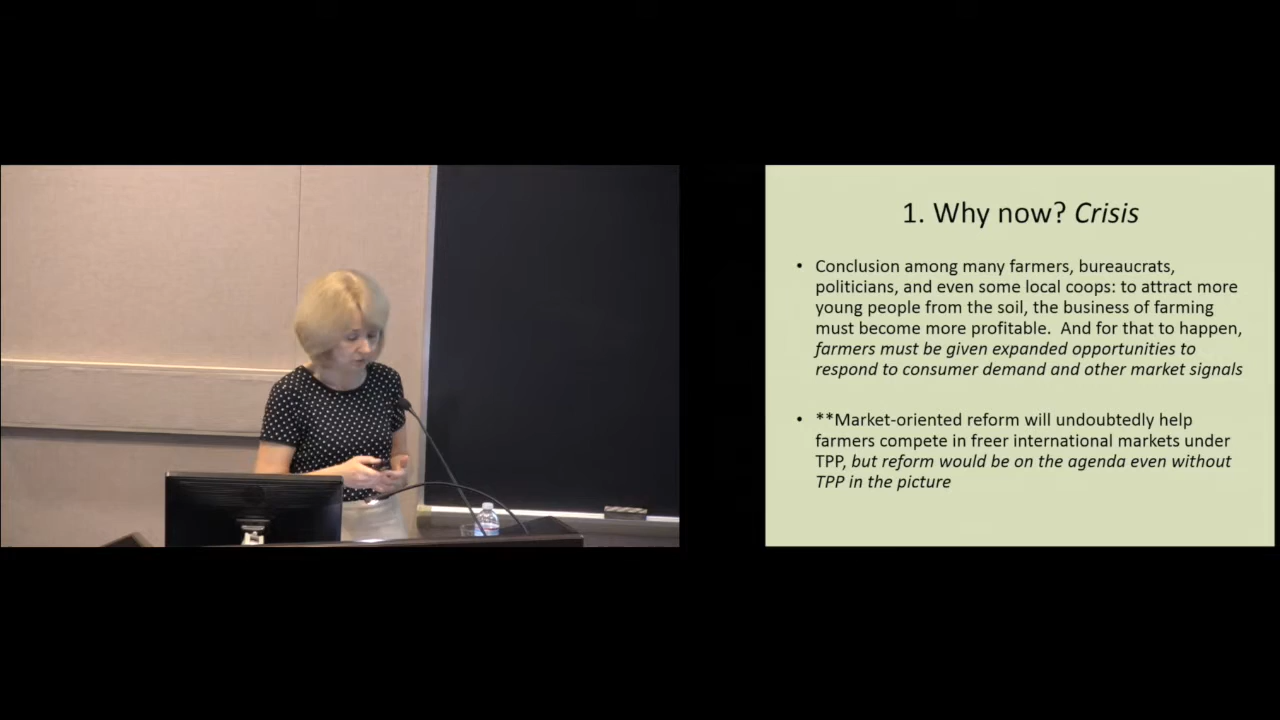 1. Why now? Crisis
• Conclusion among many farmers, bureaucrats,
politicians, and even some local coops: to attract more
young people from the soil, the business of farming
must become more profitable.  And for that to happen,
farmers must be given expanded opportunities to
respond to consumer demand and other market signals
• **Market-oriented reform will undoubtedly help
farmers compete in freer international markets under
TPP, but reform would be on the agenda even without
TPP in the picture